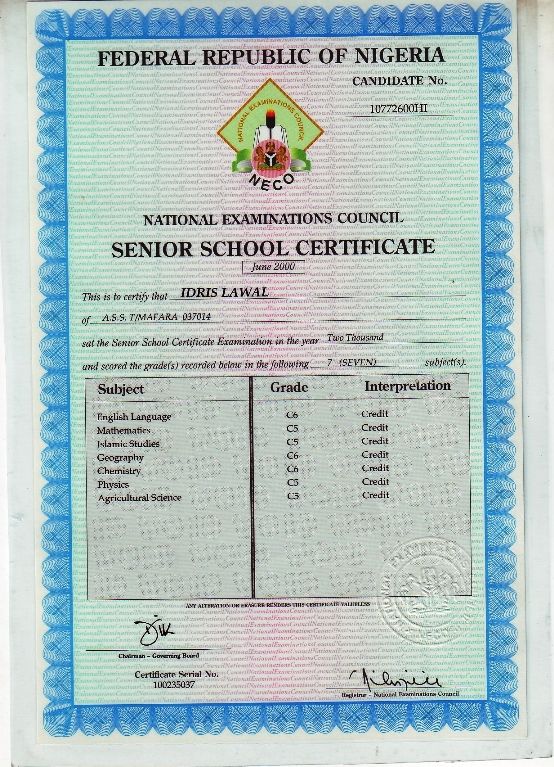 FEDERAL REPUBLIC OF NIGERIA
CANDIDATE No.
10772600HI
NATIONAL EXAMINATIONS COUNCIL
NECO
NATIONAL EXAMINATIONS COUNCIL
SENIOR SCHOOL CERTIFICATE
June 2000
This is to certify that IDRIS LAWAL
of A.S.S. T/MAFARA 037014
sat the Senior School Certificate Examination in the year Two Thousand
and scored the grade(s) recorded below in the following 7 (SEVEN) subject(s).
Subject Grade Interpretation
English Language C6 Credit
Mathematics C5 Credit
Islamic Studies C5 Credit
Geography C6 Credit
Chemistry C6 Credit
Physics C5 Credit
Agricultural Science C5 Credit
ANY ALTERATION OR ERASURE RENDERS THIS CERTIFICATE VALUELESS
Chairman - Governing Board
Certificate Serial No.
100235037
Registrar - National Examinations Council